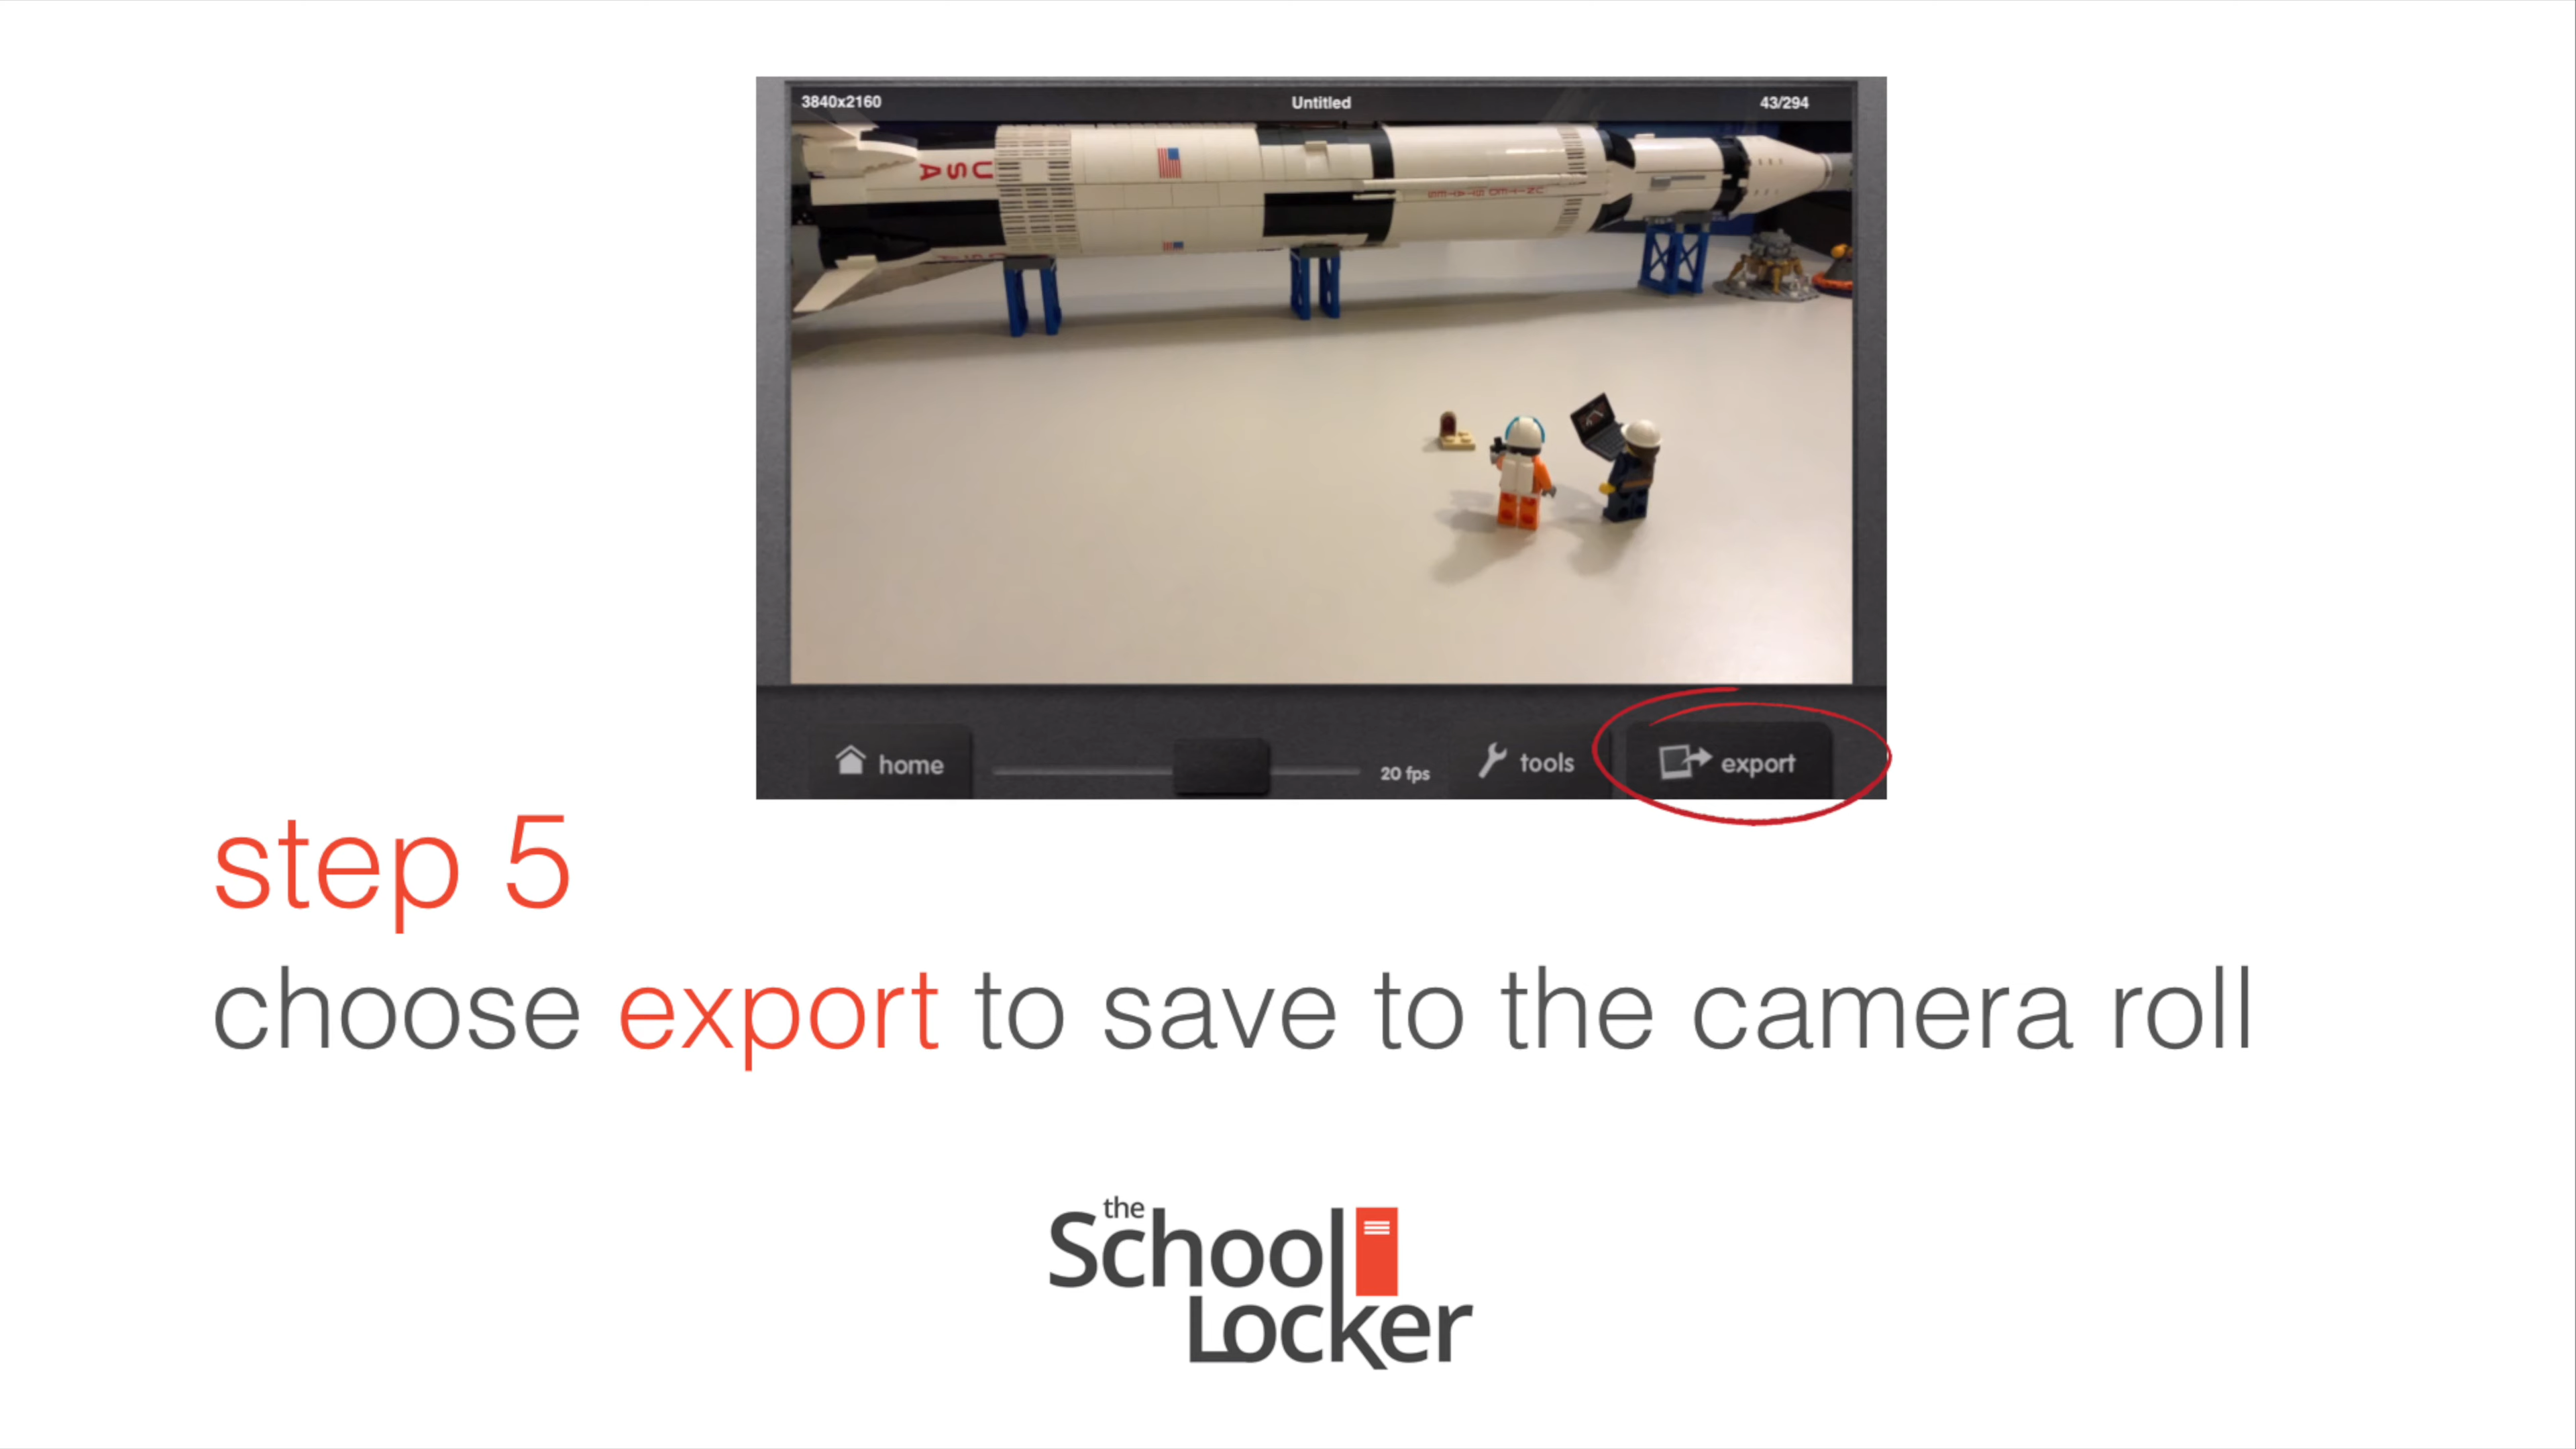 3840x2160 Untitled 43/294
USA
home 20 fps tools export
step 5
choose export to save to the camera roll
the
School
Locker